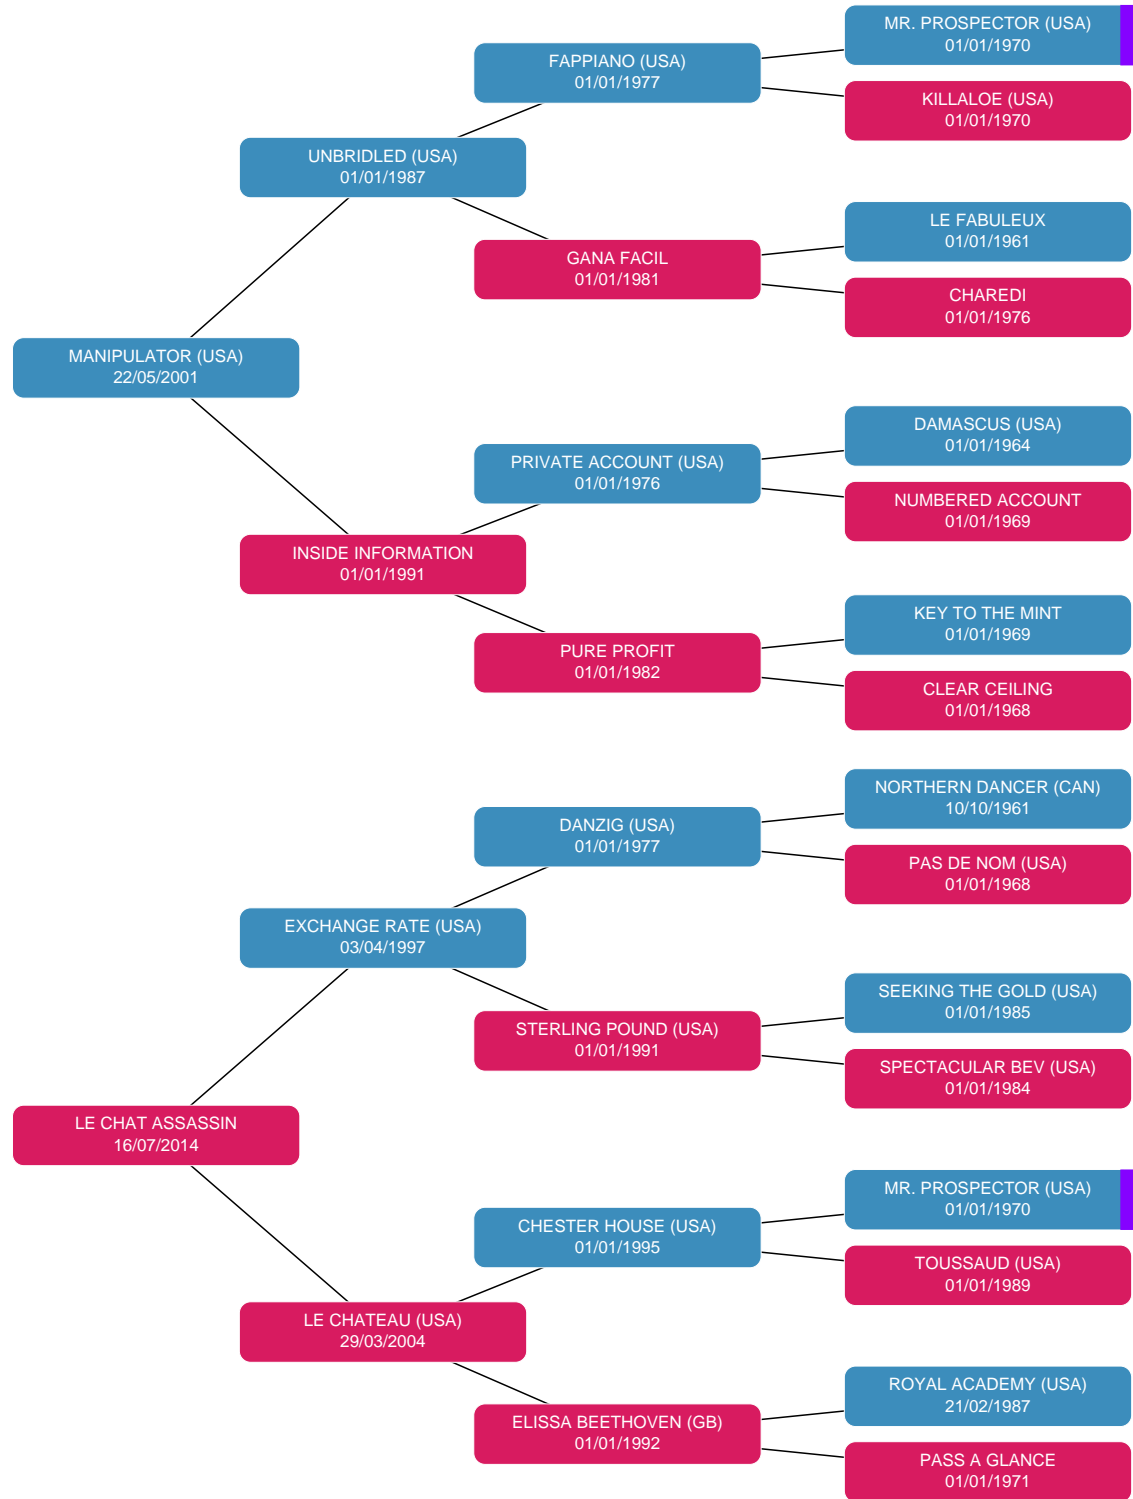 MR. PROSPECTOR (USA)
01/01/1970
FAPPIANO (USA)
01/01/1977
KILLALOE (USA)
01/01/1970
UNBRIDLED (USA)
01/01/1987
LE FABULEUX
01/01/1961
GANA FACIL
01/01/1981
CHAREDI
01/01/1976
MANIPULATOR (USA)
22/05/2001
DAMASCUS (USA)
01/01/1964
PRIVATE ACCOUNT (USA)
01/01/1976
NUMBERED ACCOUNT
01/01/1969
INSIDE INFORMATION
01/01/1991
KEY TO THE MINT
01/01/1969
PURE PROFIT
01/01/1982
CLEAR CEILING
01/01/1968
NORTHERN DANCER (CAN)
10/10/1961
DANZIG (USA)
01/01/1977
PAS DE NOM (USA)
01/01/1968
EXCHANGE RATE (USA)
03/04/1997
SEEKING THE GOLD (USA)
01/01/1985
STERLING POUND (USA)
01/01/1991
SPECTACULAR BEV (USA)
01/01/1984
LE CHAT ASSASSIN
16/07/2014
MR. PROSPECTOR (USA)
01/01/1970
CHESTER HOUSE (USA)
01/01/1995
TOUSSAUD (USA)
01/01/1989
LE CHATEAU (USA)
29/03/2004
ROYAL ACADEMY (USA)
21/02/1987
ELISSA BEETHOVEN (GB)
01/01/1992
PASS A GLANCE
01/01/1971